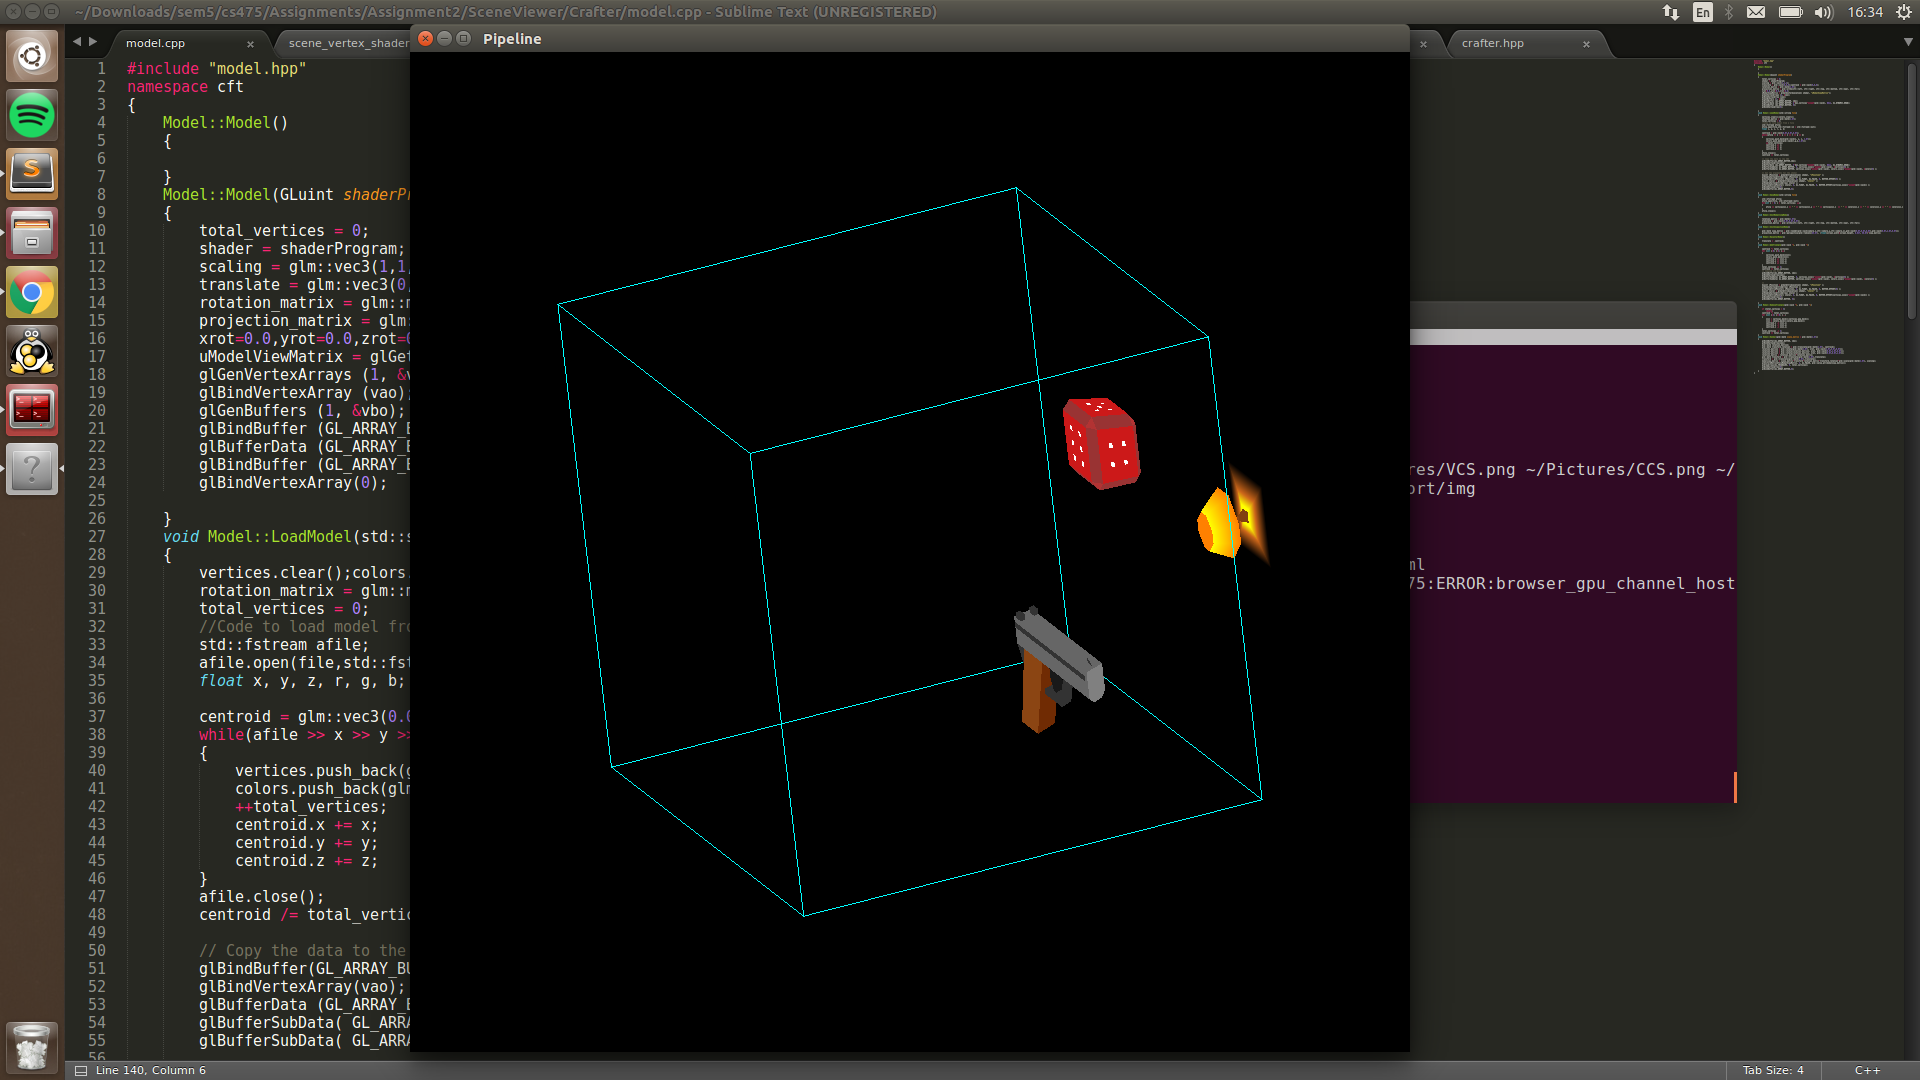 ~/Downloads/sem5/cs475/Assignments/Assignment2/SceneViewer/Crafter/model.cpp - Sublime Text (UNREGISTERED)
En
16:34
model.cpp
scene_vertex_shader
crafter.hpp
Pipeline
1 #include "model.hpp"
2 namespace cft
3 {
4 Model::Model()
5 {
6
7 }
8 Model::Model(GLuint shaderPr
9 {
10 total_vertices = 0;
11 shader = shaderProgram;
12 scaling = glm::vec3(1,1,
13 translate = glm::vec3(0,
14 rotation_matrix = glm::m
15 projection_matrix = glm:
16 xrot=0.0,yrot=0.0,zrot=0
17 uModelViewMatrix = glGet
18 glGenVertexArrays (1, &v
19 glBindVertexArray (vao);
20 glGenBuffers (1, &vbo);
21 glBindBuffer (GL_ARRAY_B
22 glBufferData (GL_ARRAY_B
23 glBindBuffer (GL_ARRAY_B
24 glBindVertexArray(0);
25
26 }
27 void Model::LoadModel(std::s
28 {
29 vertices.clear();colors.
30 rotation_matrix = glm::m
31 total_vertices = 0;
32 //Code to load model fro
33 std::fstream afile;
34 afile.open(file,std::fst
35 float x, y, z, r, g, b;
36
37 centroid = glm::vec3(0.0
38 while(afile >> x >> y >>
39 {
40 vertices.push_back(g
41 colors.push_back(glm
42 ++total_vertices;
43 centroid.x += x;
44 centroid.y += y;
45 centroid.z += z;
46 }
47 afile.close();
48 centroid /= total_vertic
49
50 // Copy the data to the
51 glBindBuffer(GL_ARRAY_BU
52 glBindVertexArray(vao);
53 glBufferData (GL_ARRAY_B
54 glBufferSubData( GL_ARRA
55 glBufferSubData( GL_ARRA
56
res/VCS.png ~/Pictures/CCS.png ~/
ort/img
ml
75:ERROR:browser_gpu_channel_host
Line 140, Column 6
Tab Size: 4
C++